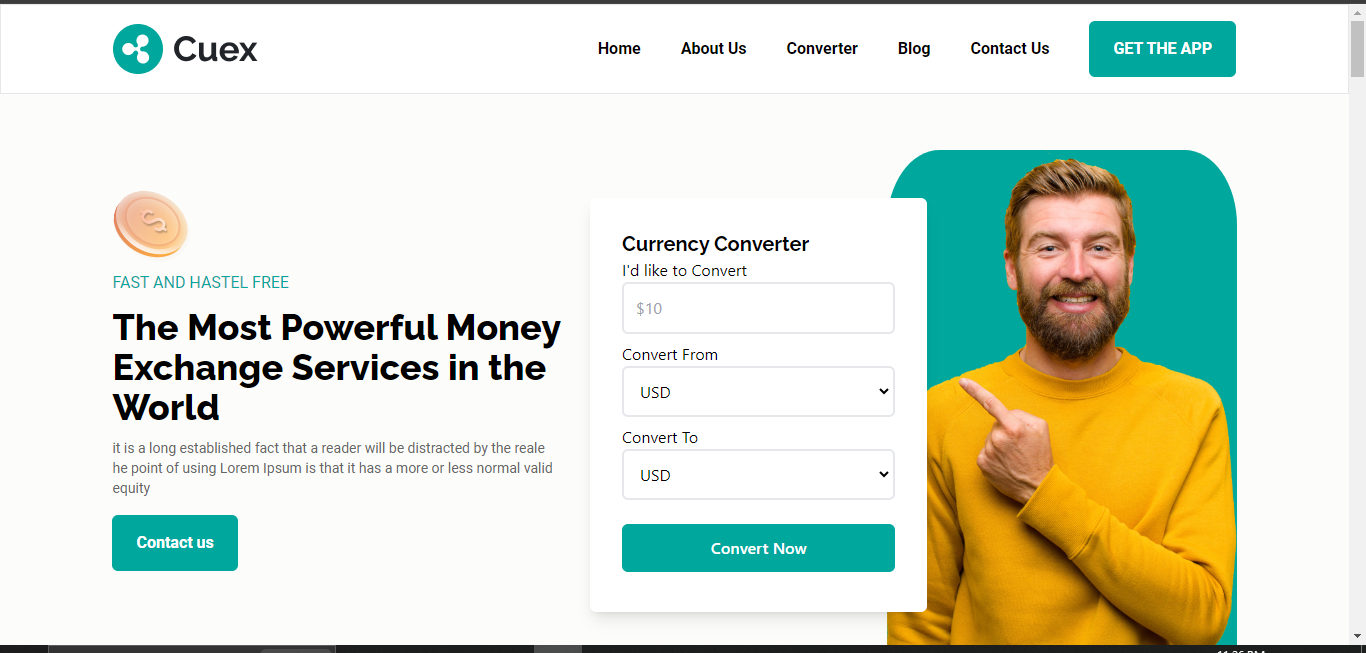 Cuex
Home
About Us
Converter
Blog
Contact Us
GET THE APP
FAST AND HASTEL FREE
The Most Powerful Money
Exchange Services in the
World
it is a long established fact that a reader will be distracted by the reale
he point of using Lorem Ipsum is that it has a more or less normal valid
equity
Contact us
Currency Converter
I'd like to Convert
$10
Convert From
USD
Convert To
USD
Convert Now